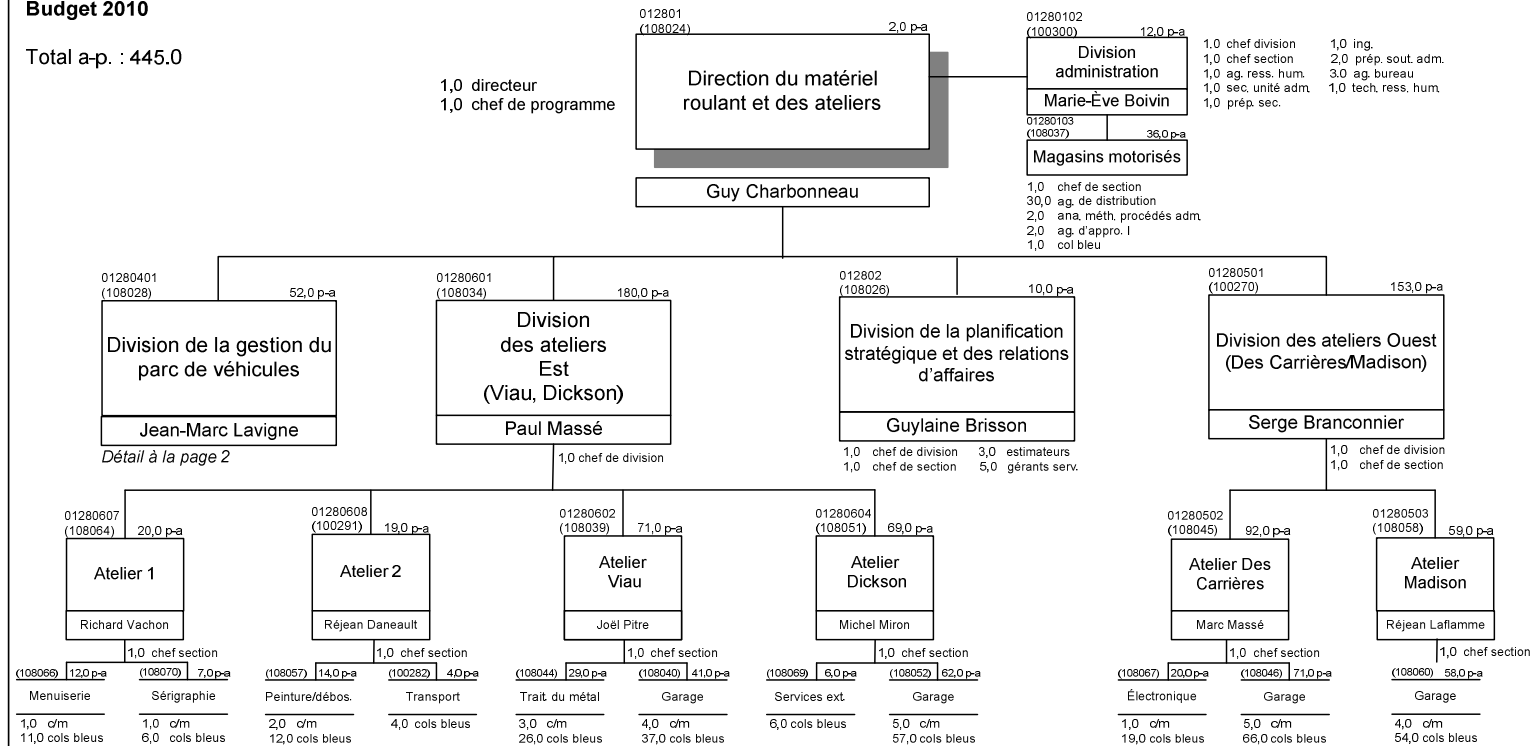 Budget 2010
Total a-p. : 445.0
012801
(108024)
2,0 p-a
Direction du matériel
roulant et des ateliers
Guy Charbonneau
1,0 directeur
1,0 chef de programme
01280102
(100300)
12,0 p-a
Division
administration
Marie-Ève Boivin
1,0 chef division
1,0 chef section
1,0 ag. ress. hum.
1,0 sec. unité adm.
1,0 prép. sec.
1,0 ing.
2,0 prép. sout. adm.
3.0 ag. bureau
1,0 tech. ress. hum.
01280103
(108037)
36,0 p-a
Magasins motorisés
1,0 chef de section
30,0 ag. de distribution
2,0 ana. méth. procédés adm.
2,0 ag. d'appro. I
1,0 col bleu
01280401
(108028)
52,0 p-a
Division de la gestion du
parc de véhicules
Jean-Marc Lavigne
Détail à la page 2
01280601
(108034)
180,0 p-a
Division
des ateliers
Est
(Viau, Dickson)
Paul Massé
1,0 chef de division
012802
(108026)
10,0 p-a
Division de la planification
stratégique et des relations
d'affaires
Guylaine Brisson
1,0 chef de division
1,0 chef de section
3,0 estimateurs
5,0 gérants serv.
01280501
(100270)
153,0 p-a
Division des ateliers Ouest
(Des Carrières/Madison)
Serge Branconnier
1,0 chef de division
1,0 chef de section
01280607
(108064)
20,0 p-a
Atelier 1
Richard Vachon
1,0 chef section
(108066) 12,0 p-a
Menuiserie
1,0 c/m
11,0 cols bleus
(108070) 7,0 p-a
Sérigraphie
1,0 c/m
6,0 cols bleus
01280608
(100291)
19,0 p-a
Atelier 2
Réjean Daneault
1,0 chef section
(108057) 14,0 p-a
Peinture/débos.
2,0 c/m
12,0 cols bleus
(100282) 4,0 p-a
Transport
4,0 cols bleus
01280602
(108039)
71,0 p-a
Atelier
Viau
Joël Pitre
1,0 chef section
(108044) 29,0 p-a
Trait. du métal
3,0 c/m
26,0 cols bleus
(108040) 41,0 p-a
Garage
4,0 c/m
37,0 cols bleus
01280604
(108051)
69,0 p-a
Atelier
Dickson
Michel Miron
1,0 chef section
(108069) 6,0 p-a
Services ext.
6,0 cols bleus
(108052) 62,0 p-a
Garage
5,0 c/m
57,0 cols bleus
01280502
(108045)
92,0 p-a
Atelier Des
Carrières
Marc Massé
1,0 chef section
(108067) 20,0 p-a
Électronique
1,0 c/m
19,0 cols bleus
(108046) 71,0 p-a
Garage
5,0 c/m
66,0 cols bleus
01280503
(108058)
59,0 p-a
Atelier
Madison
Réjean Laflamme
1,0 chef section
(108060) 58,0 p-a
Garage
4,0 c/m
54,0 cols bleus